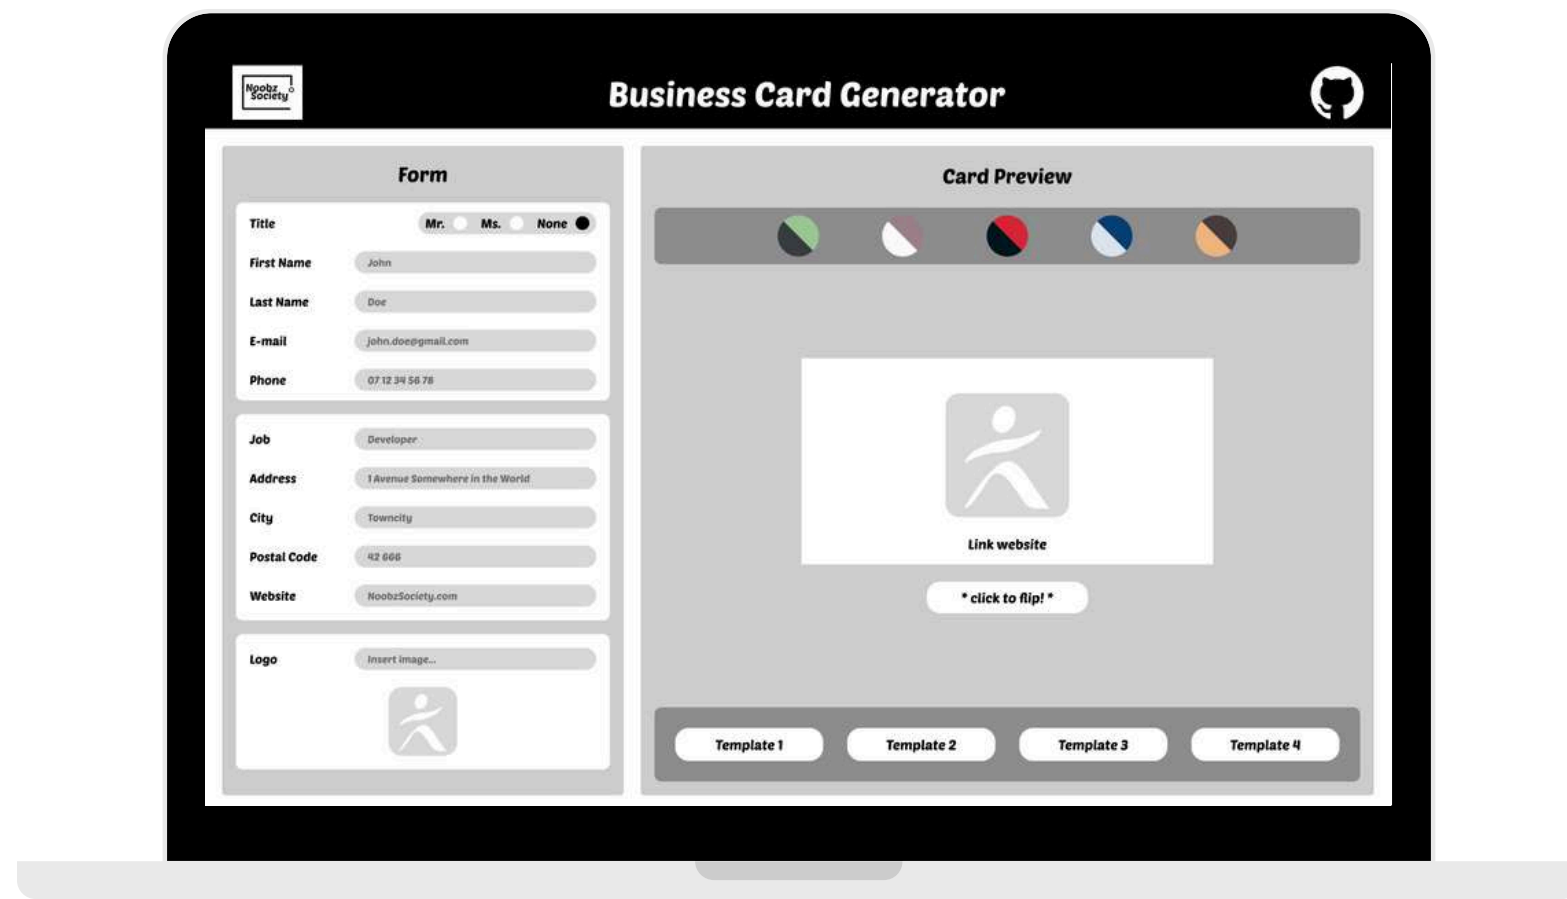 Noobz
Society
Business Card Generator
Form
Title Mr. Ms. None
First Name John
Last Name Doe
E-mail john.doe@gmail.com
Phone 07 12 34 56 78
Job Developer
Address 1 Avenue Somewhere in the World
City Towncity
Postal Code 42 666
Website NoobzSociety.com
Logo Insert image...
Card Preview
Link website
* click to flip! *
Template 1 Template 2 Template 3 Template 4